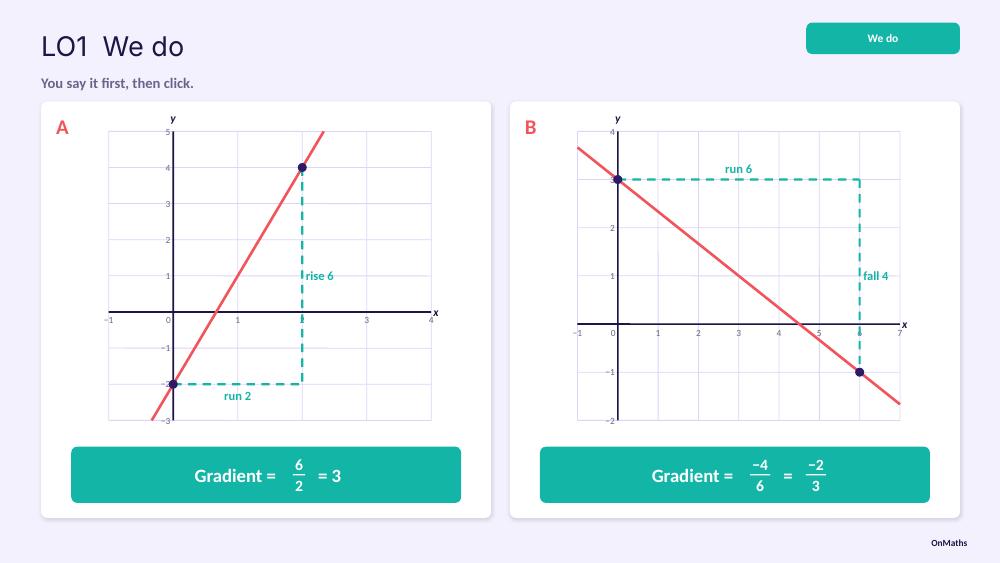 LO1 We do
We do
You say it first, then click.
A
y
5
4
3
2
1
rise 6
x
−1 0 1 2 3 4
−1
−2
run 2
−3
Gradient = 6/2 = 3
B
y
4
run 6
3
2
1
fall 4
x
−1 0 1 2 3 4 5 6 7
−1
−2
Gradient = −4/6 = −2/3
OnMaths